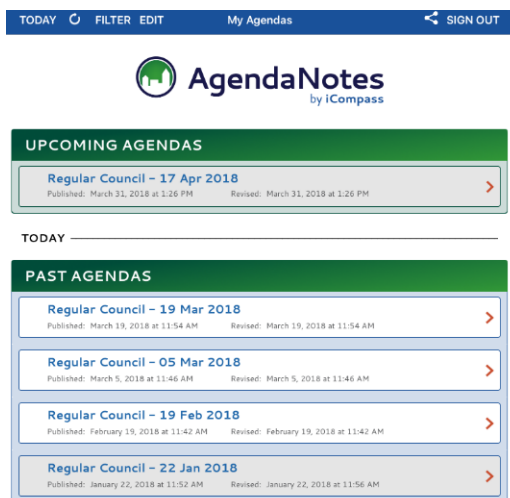 TODAY FILTER EDIT My Agendas SIGN OUT
AgendaNotes
by iCompass
UPCOMING AGENDAS
Regular Council – 17 Apr 2018
Published: March 31, 2018 at 1:26 PM Revised: March 31, 2018 at 1:26 PM
TODAY
PAST AGENDAS
Regular Council – 19 Mar 2018
Published: March 19, 2018 at 11:54 AM Revised: March 19, 2018 at 11:54 AM
Regular Council – 05 Mar 2018
Published: March 5, 2018 at 11:46 AM Revised: March 5, 2018 at 11:46 AM
Regular Council – 19 Feb 2018
Published: February 19, 2018 at 11:42 AM Revised: February 19, 2018 at 11:42 AM
Regular Council – 22 Jan 2018
Published: January 22, 2018 at 11:52 AM Revised: January 22, 2018 at 11:56 AM